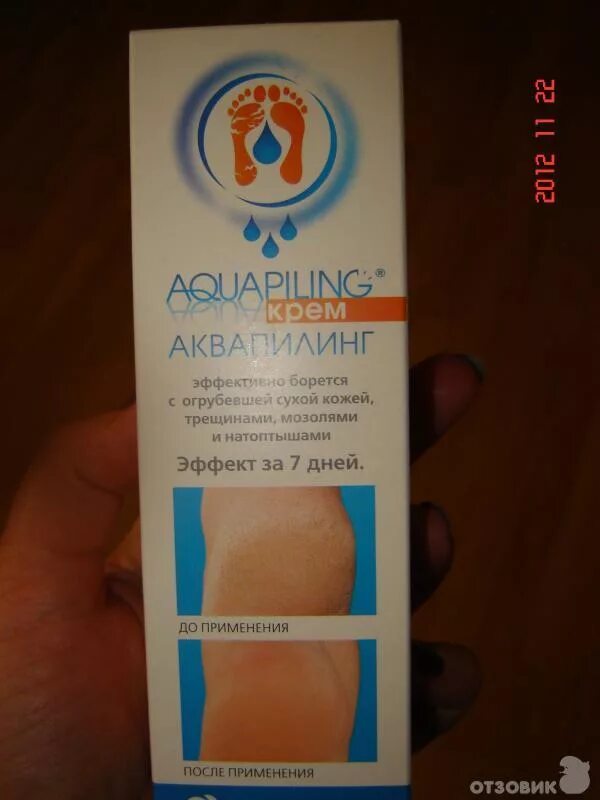 2012 11 22
AQUAPILING®
крем
АКВАПИЛИНГ
эффективно борется
с огрубевшей сухой кожей,
трещинами, мозолями
и натоптышами
Эффект за 7 дней.
ДО ПРИМЕНЕНИЯ
ПОСЛЕ ПРИМЕНЕНИЯ
ОТЗОВИК